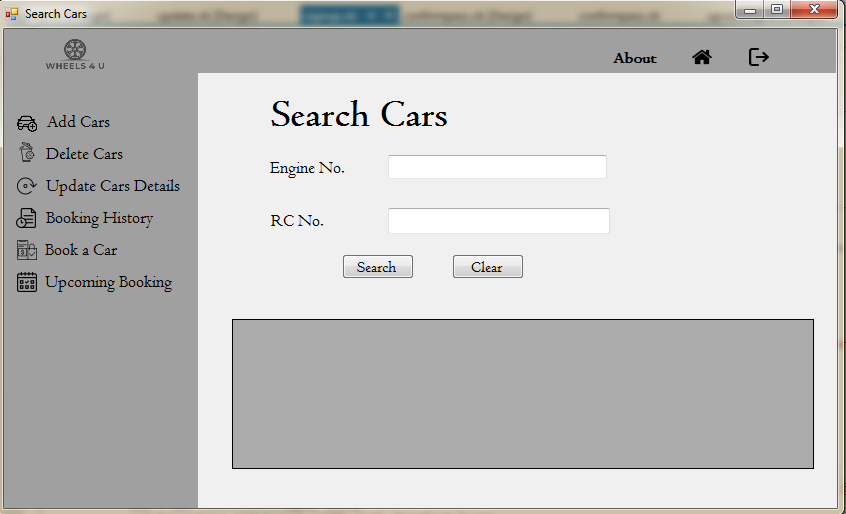 Search Cars
WHEELS 4 U
About
Add Cars
Delete Cars
Update Cars Details
Booking History
Book a Car
Upcoming Booking
Search Cars
Engine No.
RC No.
Search Clear